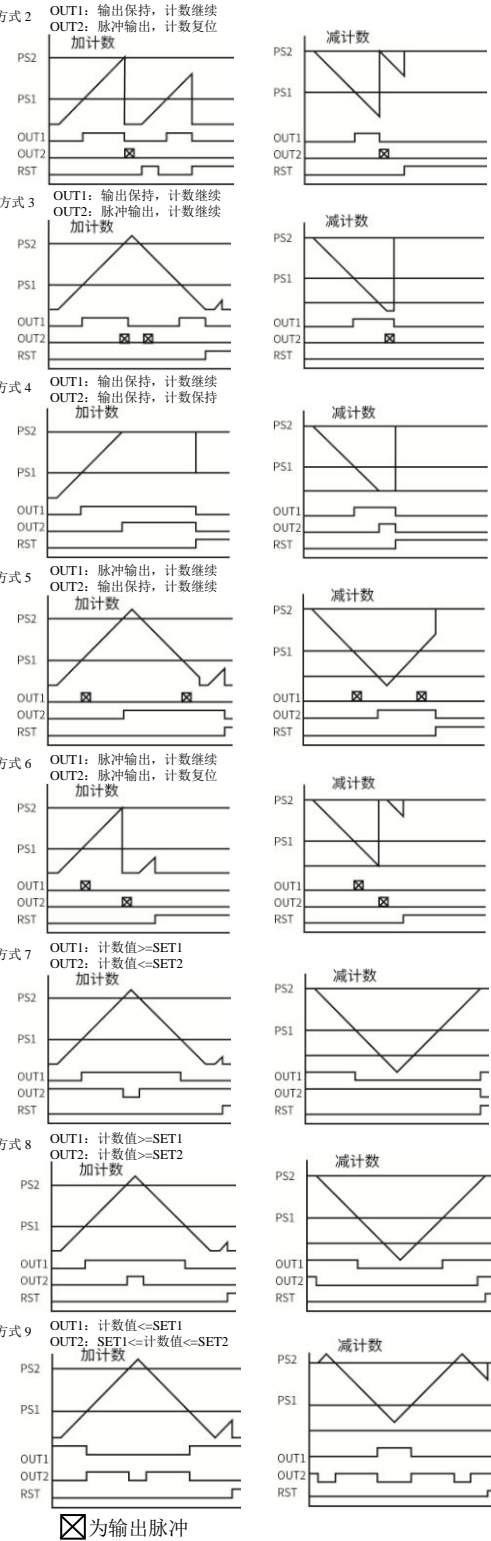 方式 2
OUT1：输出保持，计数继续
OUT2：脉冲输出，计数复位
加计数
减计数
PS2
PS2
PS1
PS1
OUT1
OUT1
OUT2
OUT2
RST
RST
方式 3
OUT1：输出保持，计数继续
OUT2：脉冲输出，计数继续
加计数
减计数
PS2
PS2
PS1
PS1
OUT1
OUT1
OUT2
OUT2
RST
RST
方式 4
OUT1：输出保持，计数继续
OUT2：输出保持，计数保持
加计数
减计数
PS2
PS2
PS1
PS1
OUT1
OUT1
OUT2
OUT2
RST
RST
方式 5
OUT1：脉冲输出，计数继续
OUT2：输出保持，计数继续
加计数
减计数
PS2
PS2
PS1
PS1
OUT1
OUT1
OUT2
OUT2
RST
RST
方式 6
OUT1：脉冲输出，计数继续
OUT2：脉冲输出，计数复位
加计数
减计数
PS2
PS2
PS1
PS1
OUT1
OUT1
OUT2
OUT2
RST
RST
方式 7
OUT1：计数值>=SET1
OUT2：计数值<=SET2
加计数
减计数
PS2
PS2
PS1
PS1
OUT1
OUT1
OUT2
OUT2
RST
RST
方式 8
OUT1：计数值>=SET1
OUT2：计数值>=SET2
加计数
减计数
PS2
PS2
PS1
PS1
OUT1
OUT1
OUT2
OUT2
RST
RST
方式 9
OUT1：计数值<=SET1
OUT2：SET1<=计数值<=SET2
加计数
减计数
PS2
PS2
PS1
PS1
OUT1
OUT1
OUT2
OUT2
RST
RST
为输出脉冲